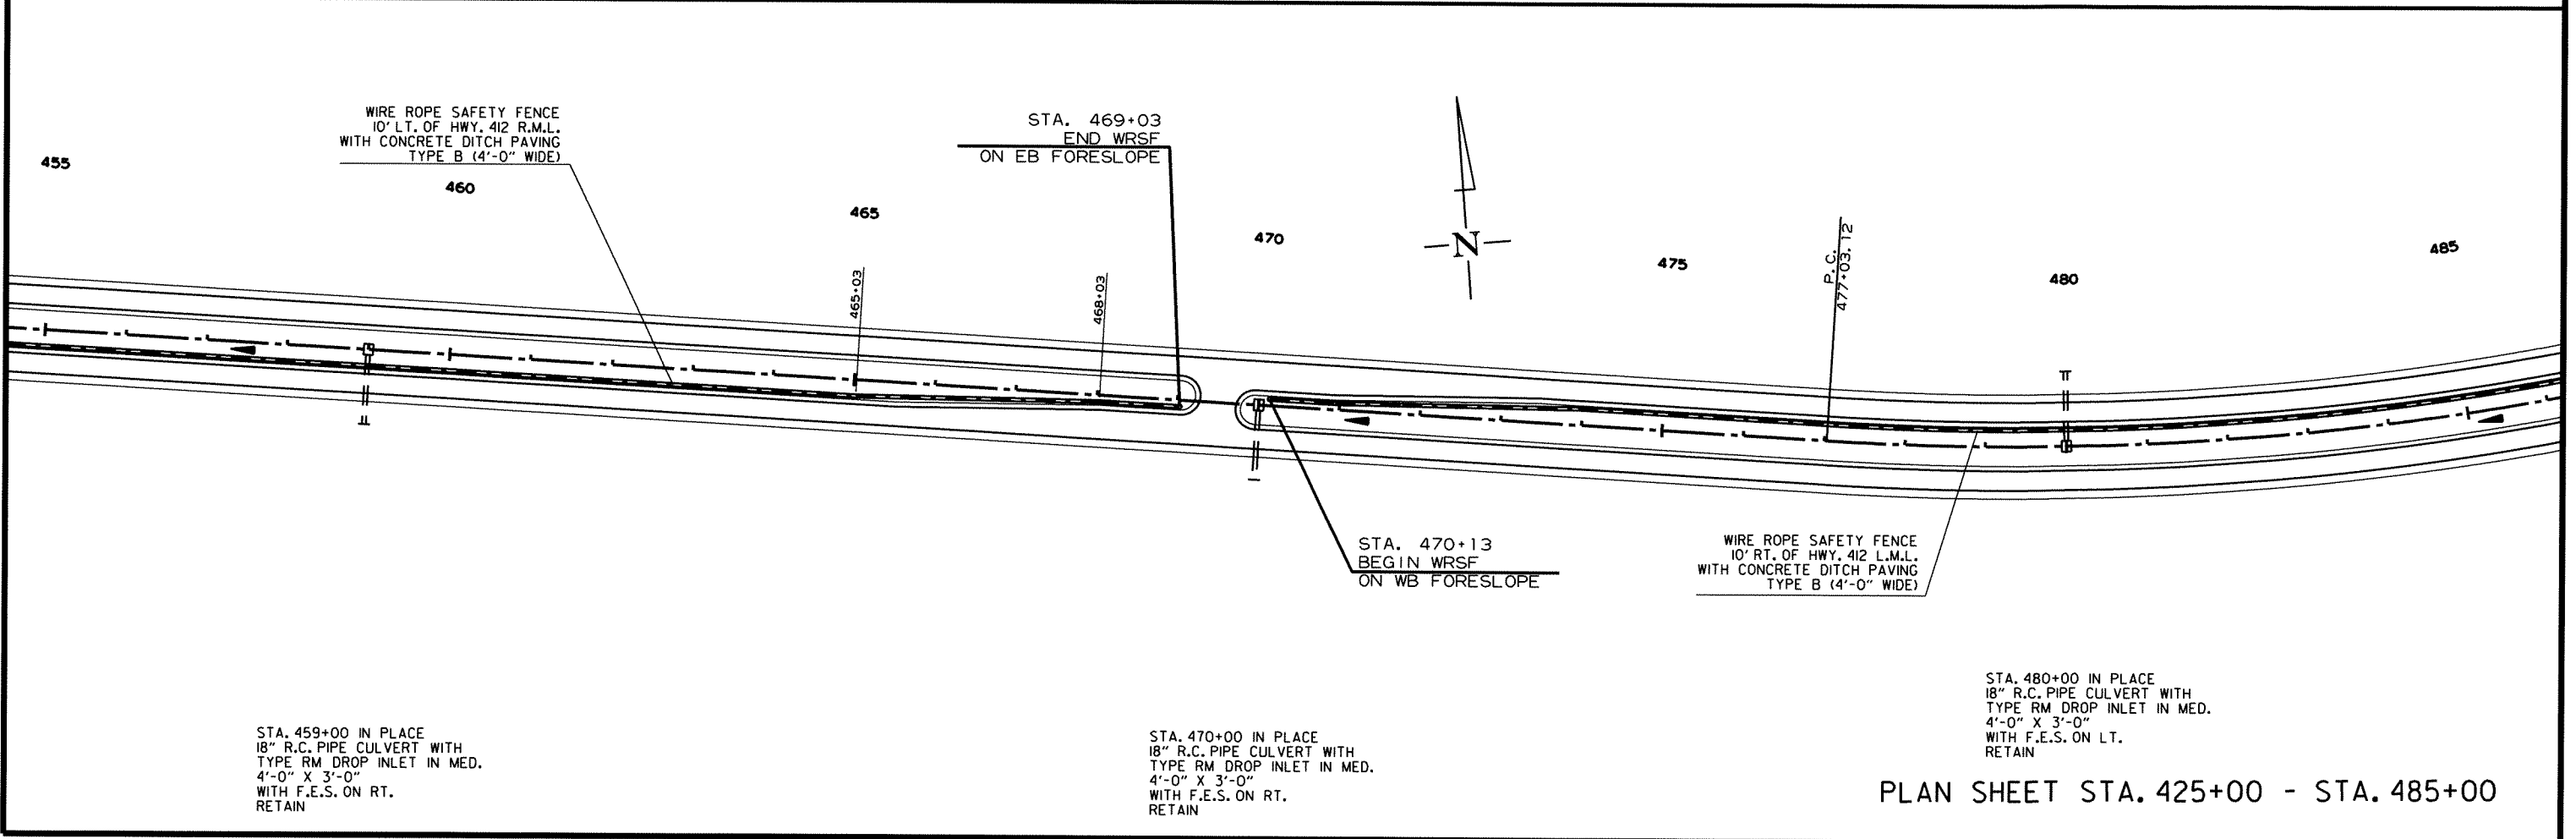 WIRE ROPE SAFETY FENCE
10' LT. OF HWY. 412 R.M.L.
WITH CONCRETE DITCH PAVING
TYPE B (4'-0" WIDE)
STA. 469+03
END WRSF
ON EB FORESLOPE
455
460
465
470
475
480
485
465+03
468+03
N
P.C.
477+03.12
STA. 470+13
BEGIN WRSF
ON WB FORESLOPE
WIRE ROPE SAFETY FENCE
10' RT. OF HWY. 412 L.M.L.
WITH CONCRETE DITCH PAVING
TYPE B (4'-0" WIDE)
STA. 459+00 IN PLACE
18" R.C. PIPE CULVERT WITH
TYPE RM DROP INLET IN MED.
4'-0" X 3'-0"
WITH F.E.S. ON RT.
RETAIN
STA. 470+00 IN PLACE
18" R.C. PIPE CULVERT WITH
TYPE RM DROP INLET IN MED.
4'-0" X 3'-0"
WITH F.E.S. ON RT.
RETAIN
STA. 480+00 IN PLACE
18" R.C. PIPE CULVERT WITH
TYPE RM DROP INLET IN MED.
4'-0" X 3'-0"
WITH F.E.S. ON LT.
RETAIN
PLAN SHEET STA. 425+00 - STA. 485+00